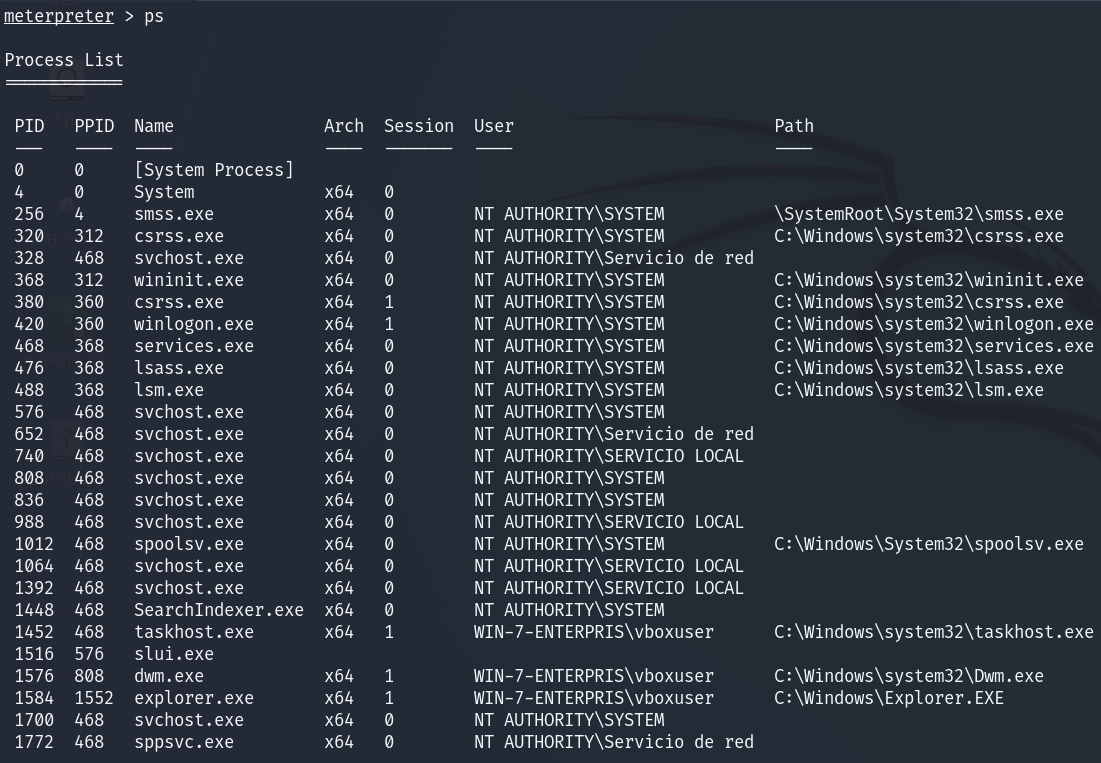 meterpreter > ps
Process List
============
PID PPID Name Arch Session User Path
--- ---- ---- ---- ------- ---- ----
0 0 [System Process]
4 0 System x64 0
256 4 smss.exe x64 0 NT AUTHORITY\SYSTEM \SystemRoot\System32\smss.exe
320 312 csrss.exe x64 0 NT AUTHORITY\SYSTEM C:\Windows\system32\csrss.exe
328 468 svchost.exe x64 0 NT AUTHORITY\Servicio de red
368 312 wininit.exe x64 0 NT AUTHORITY\SYSTEM C:\Windows\system32\wininit.exe
380 360 csrss.exe x64 1 NT AUTHORITY\SYSTEM C:\Windows\system32\csrss.exe
420 360 winlogon.exe x64 1 NT AUTHORITY\SYSTEM C:\Windows\system32\winlogon.exe
468 368 services.exe x64 0 NT AUTHORITY\SYSTEM C:\Windows\system32\services.exe
476 368 lsass.exe x64 0 NT AUTHORITY\SYSTEM C:\Windows\system32\lsass.exe
488 368 lsm.exe x64 0 NT AUTHORITY\SYSTEM C:\Windows\system32\lsm.exe
576 468 svchost.exe x64 0 NT AUTHORITY\SYSTEM
652 468 svchost.exe x64 0 NT AUTHORITY\Servicio de red
740 468 svchost.exe x64 0 NT AUTHORITY\SERVICIO LOCAL
808 468 svchost.exe x64 0 NT AUTHORITY\SYSTEM
836 468 svchost.exe x64 0 NT AUTHORITY\SYSTEM
988 468 svchost.exe x64 0 NT AUTHORITY\SERVICIO LOCAL
1012 468 spoolsv.exe x64 0 NT AUTHORITY\SYSTEM C:\Windows\System32\spoolsv.exe
1064 468 svchost.exe x64 0 NT AUTHORITY\SERVICIO LOCAL
1392 468 svchost.exe x64 0 NT AUTHORITY\SERVICIO LOCAL
1448 468 SearchIndexer.exe x64 0 NT AUTHORITY\SYSTEM
1452 468 taskhost.exe x64 1 WIN-7-ENTERPRIS\vboxuser C:\Windows\system32\taskhost.exe
1516 576 slui.exe
1576 808 dwm.exe x64 1 WIN-7-ENTERPRIS\vboxuser C:\Windows\system32\Dwm.exe
1584 1552 explorer.exe x64 1 WIN-7-ENTERPRIS\vboxuser C:\Windows\Explorer.EXE
1700 468 svchost.exe x64 0 NT AUTHORITY\SYSTEM
1772 468 sppsvc.exe x64 0 NT AUTHORITY\Servicio de red